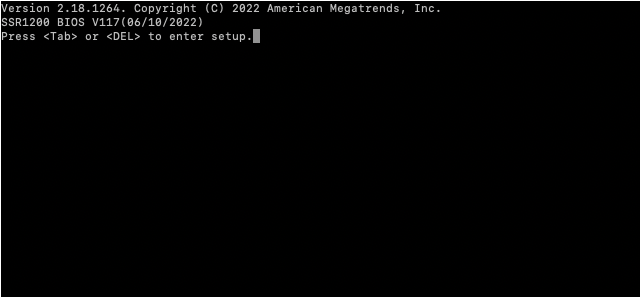 Version 2.18.1264. Copyright (C) 2022 American Megatrends, Inc.
SSR1200 BIOS V117(06/10/2022)
Press <Tab> or <DEL> to enter setup.